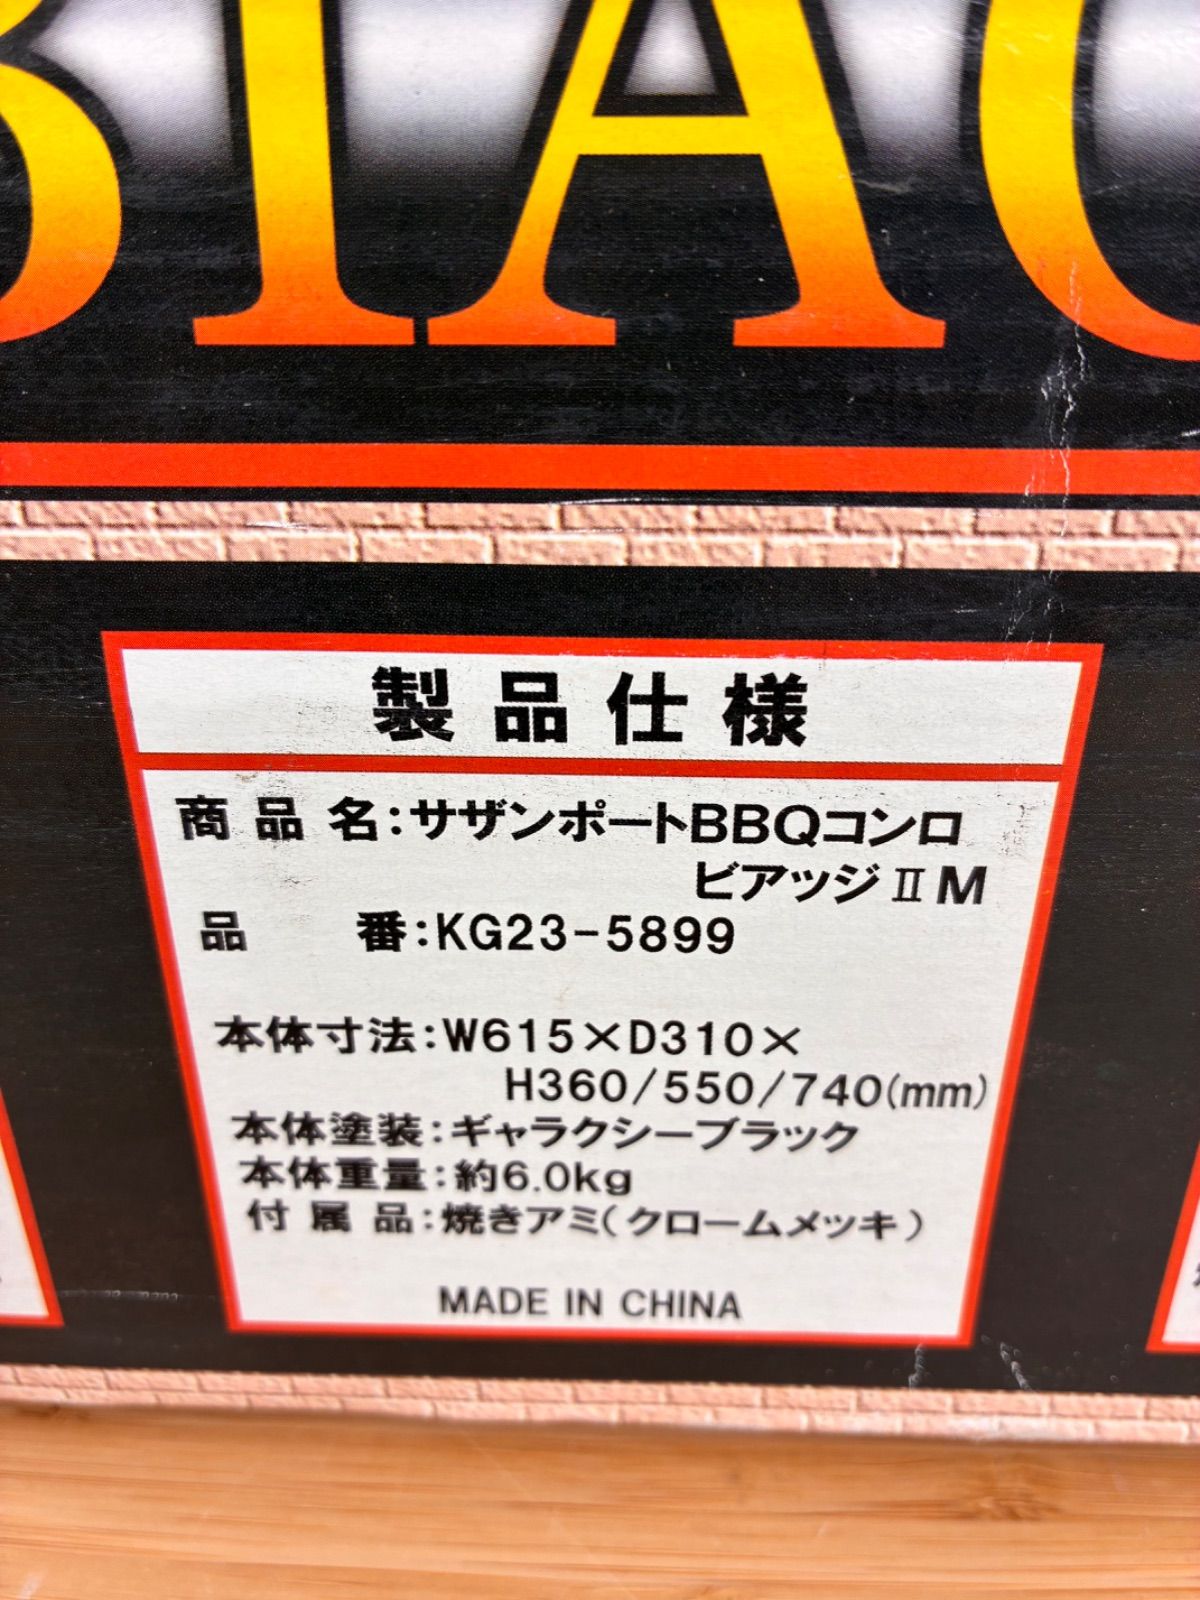 BIAG
製品仕様
商品名：サザンポートBBQコンロ
ビアッジⅡM
品　　番：KG23-5899
本体寸法：W615×D310×
H360/550/740(mm)
本体塗装：ギャラクシーブラック
本体重量：約6.0kg
付属品：焼きアミ（クロームメッキ）
MADE IN CHINA